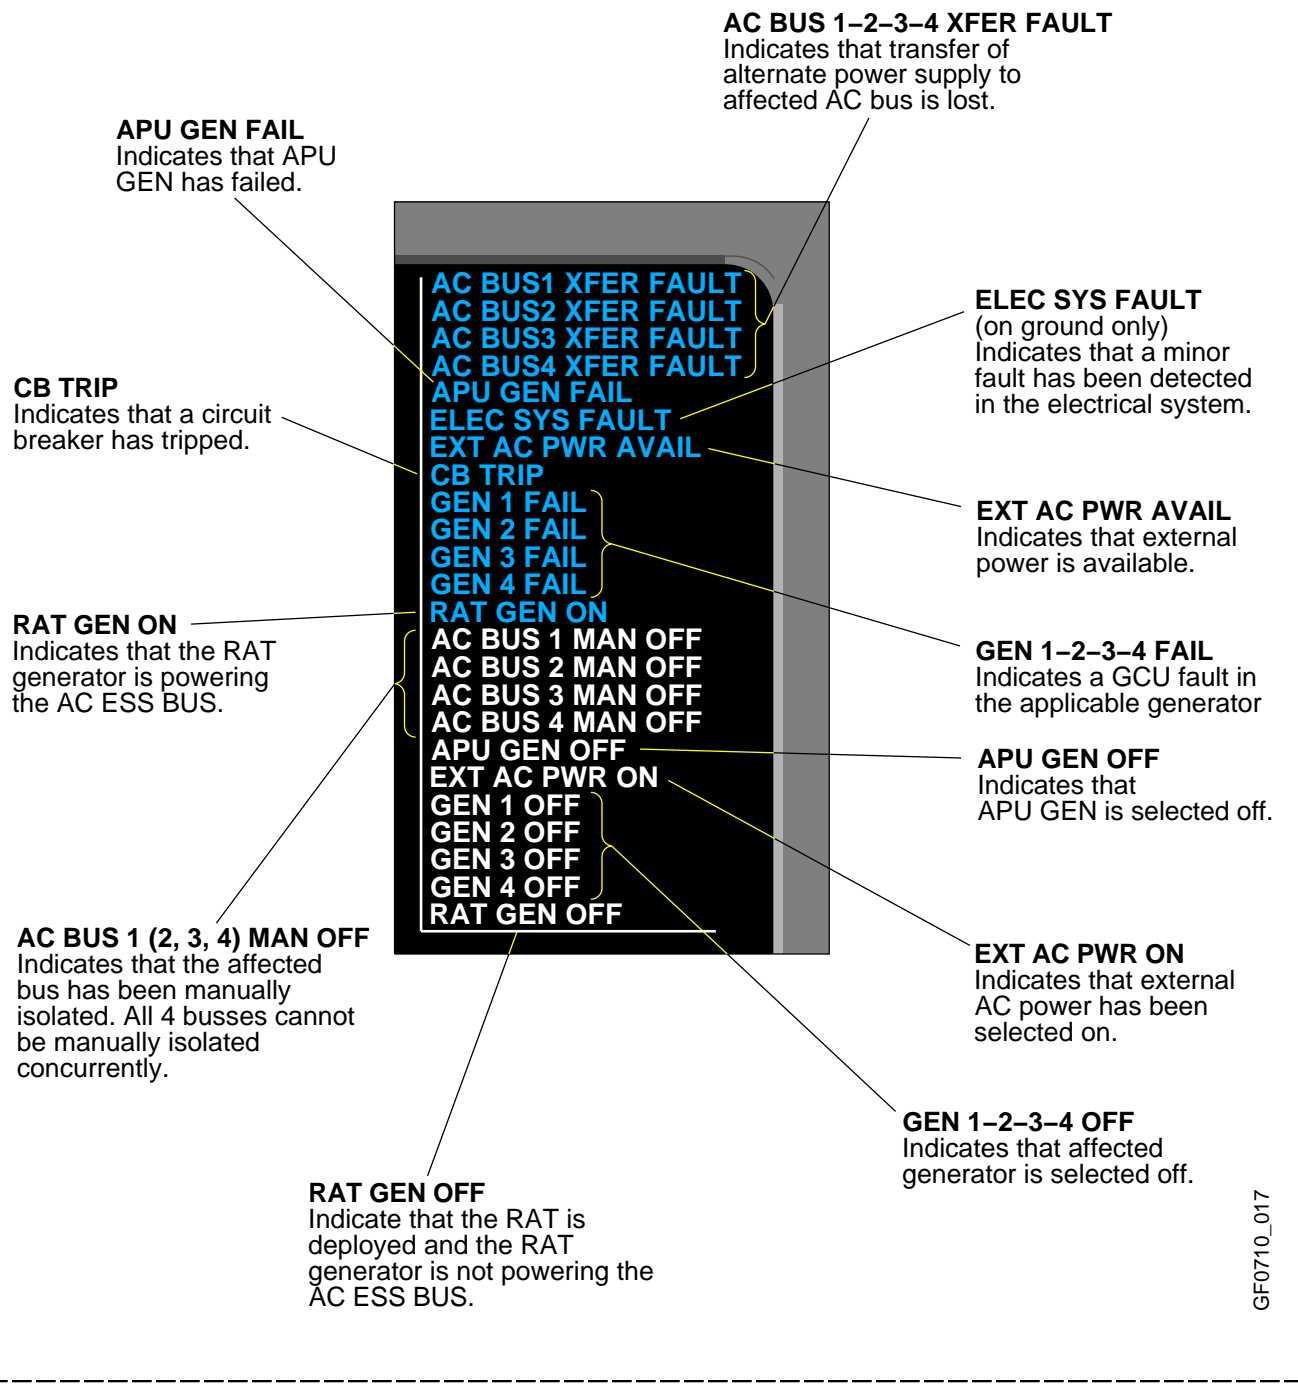 AC BUS 1–2–3–4 XFER FAULT
Indicates that transfer of
alternate power supply to
affected AC bus is lost.
APU GEN FAIL
Indicates that APU
GEN has failed.
AC BUS1 XFER FAULT
AC BUS2 XFER FAULT
AC BUS3 XFER FAULT
AC BUS4 XFER FAULT
APU GEN FAIL
ELEC SYS FAULT
EXT AC PWR AVAIL
CB TRIP
GEN 1 FAIL
GEN 2 FAIL
GEN 3 FAIL
GEN 4 FAIL
RAT GEN ON
AC BUS 1 MAN OFF
AC BUS 2 MAN OFF
AC BUS 3 MAN OFF
AC BUS 4 MAN OFF
APU GEN OFF
EXT AC PWR ON
GEN 1 OFF
GEN 2 OFF
GEN 3 OFF
GEN 4 OFF
RAT GEN OFF
CB TRIP
Indicates that a circuit
breaker has tripped.
RAT GEN ON
Indicates that the RAT
generator is powering
the AC ESS BUS.
AC BUS 1 (2, 3, 4) MAN OFF
Indicates that the affected
bus has been manually
isolated. All 4 busses cannot
be manually isolated
concurrently.
RAT GEN OFF
Indicate that the RAT is
deployed and the RAT
generator is not powering the
AC ESS BUS.
ELEC SYS FAULT
(on ground only)
Indicates that a minor
fault has been detected
in the electrical system.
EXT AC PWR AVAIL
Indicates that external
power is available.
GEN 1–2–3–4 FAIL
Indicates a GCU fault in
the applicable generator
APU GEN OFF
Indicates that
APU GEN is selected off.
EXT AC PWR ON
Indicates that external
AC power has been
selected on.
GEN 1–2–3–4 OFF
Indicates that affected
generator is selected off.
GF0710_017